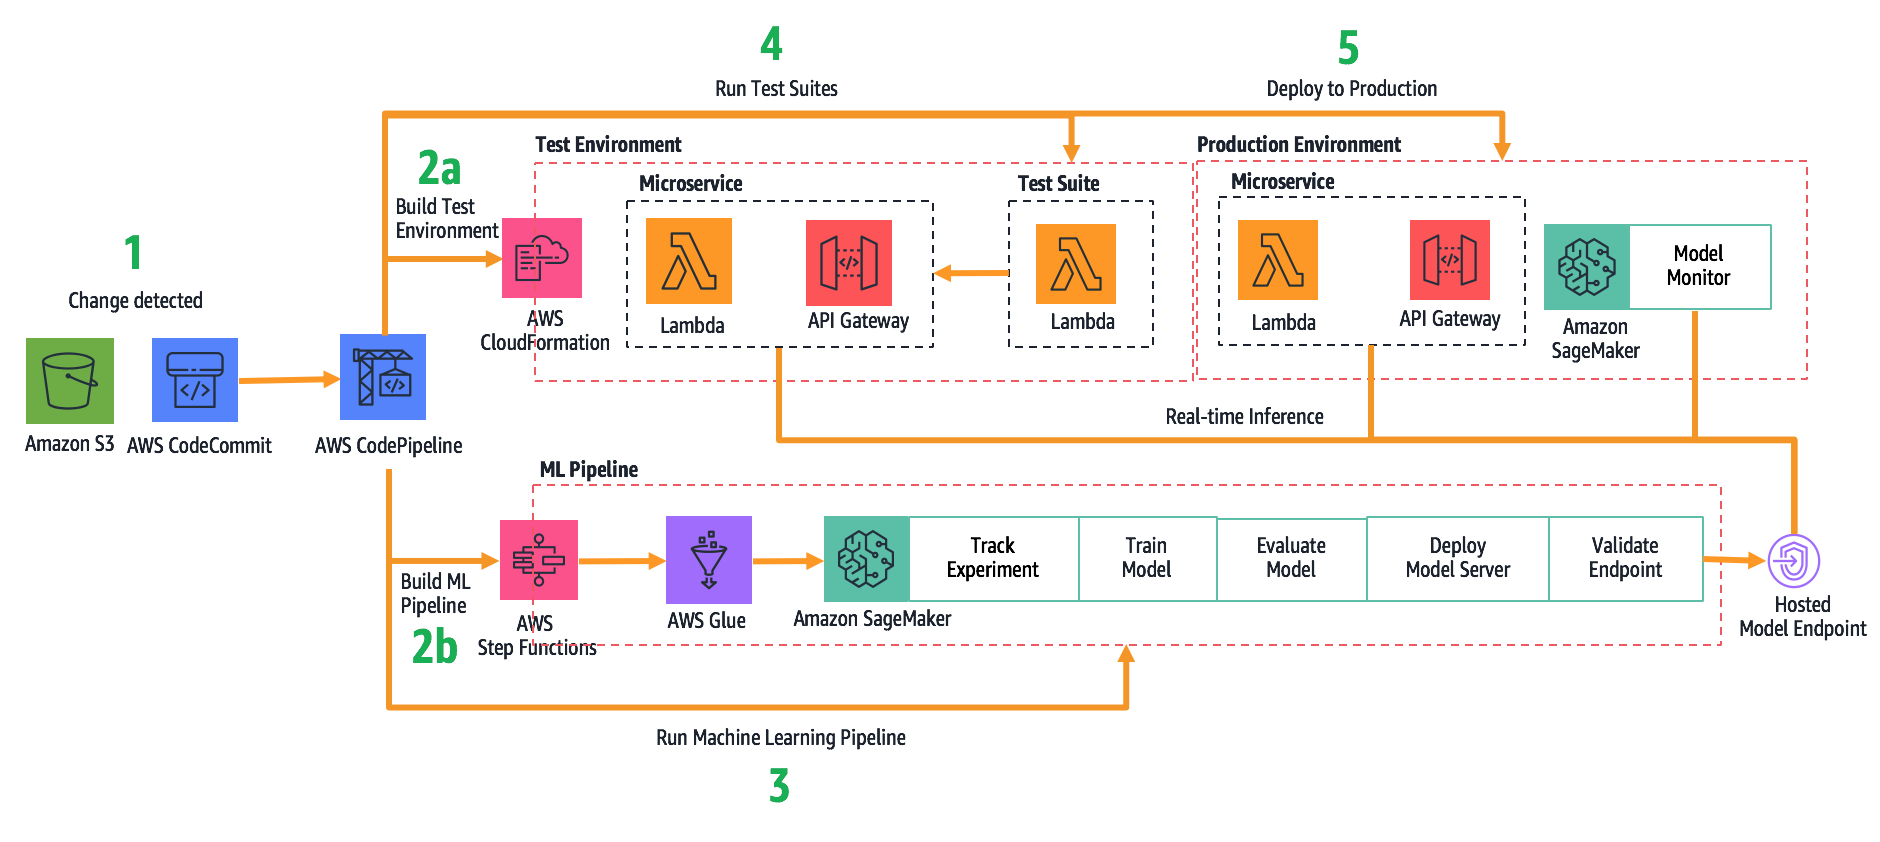 4
5
Run Test Suites
Deploy to Production
Test Environment
Production Environment
2a
Microservice
Test Suite
Microservice
Build Test
Environment
1
Change detected
Model
Monitor
AWS
CloudFormation
Lambda
API Gateway
Lambda
Lambda
API Gateway
Amazon
SageMaker
Amazon S3
AWS CodeCommit
AWS CodePipeline
Real-time Inference
ML Pipeline
Track
Experiment
Train
Model
Evaluate
Model
Deploy
Model Server
Validate
Endpoint
Build ML
Pipeline
2b
AWS
Step Functions
AWS Glue
Amazon SageMaker
Hosted
Model Endpoint
Run Machine Learning Pipeline
3